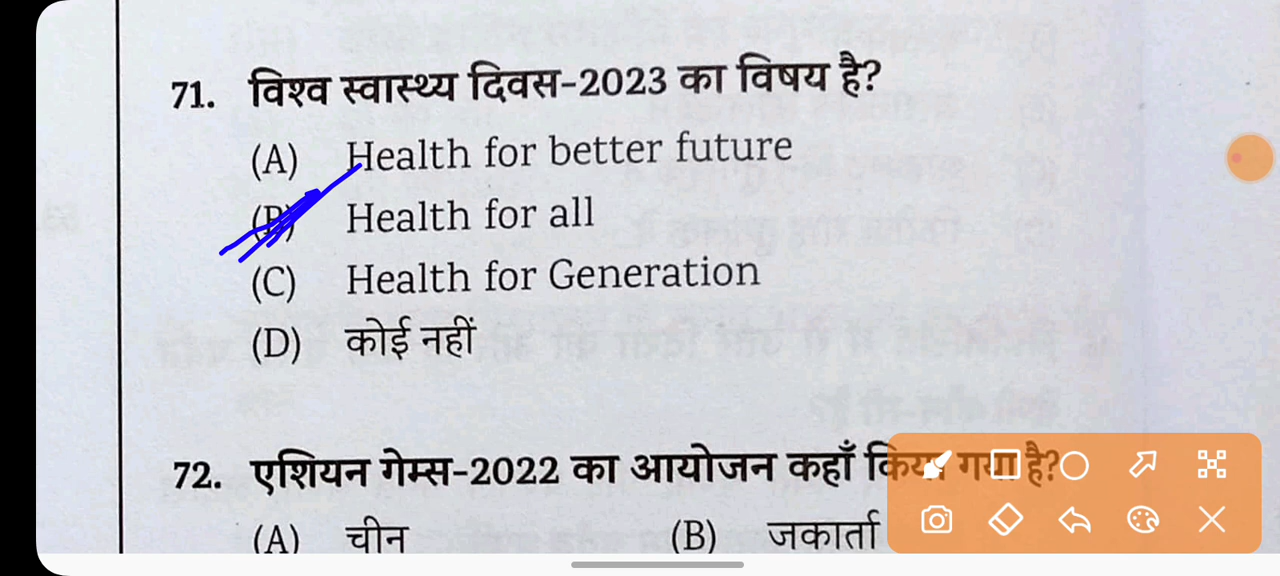 71. विश्व स्वास्थ्य दिवस-2023 का विषय है?
(A) Health for better future
(B) Health for all
(C) Health for Generation
(D) कोई नहीं
72. एशियन गेम्स-2022 का आयोजन कहाँ किया गया है?
(A) चीन (B) जकार्ता